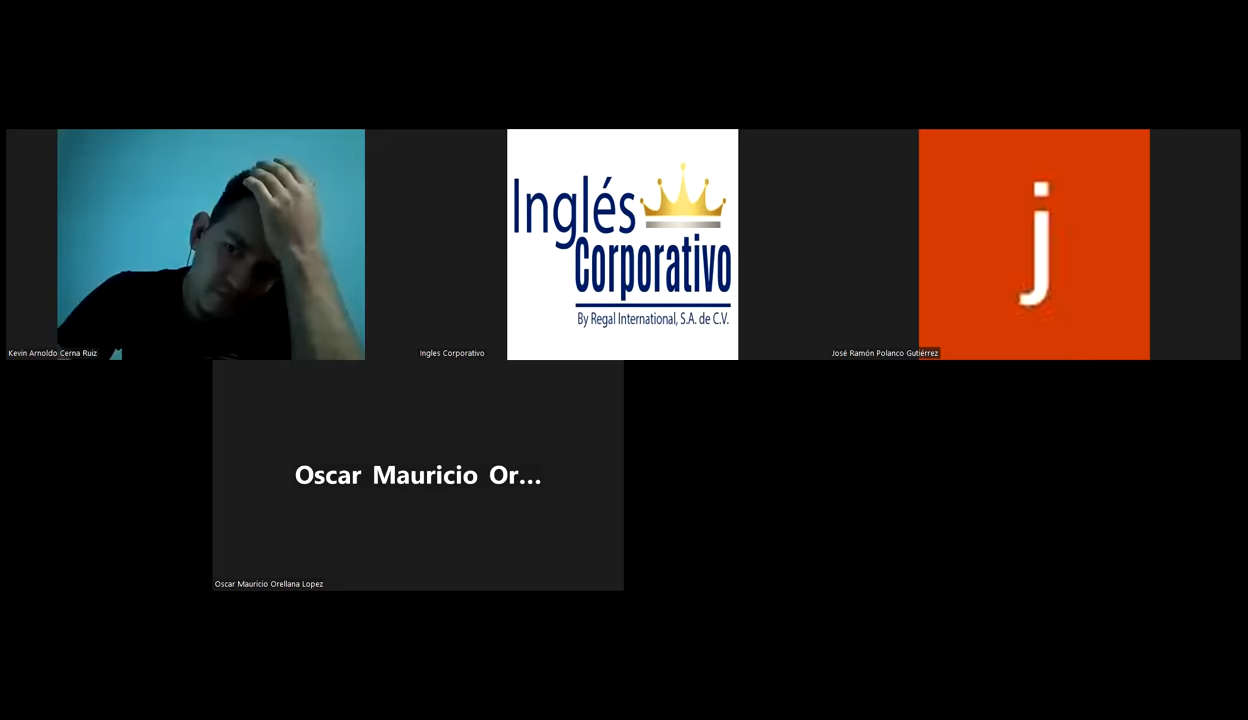 Inglés
Corporativo
By Regal International, S.A. de C.V.
j
Kevin Arnoldo Cerna Ruiz
Ingles Corporativo
José Ramón Polanco Gutiérrez
Oscar Mauricio Or...
Oscar Mauricio Orellana Lopez